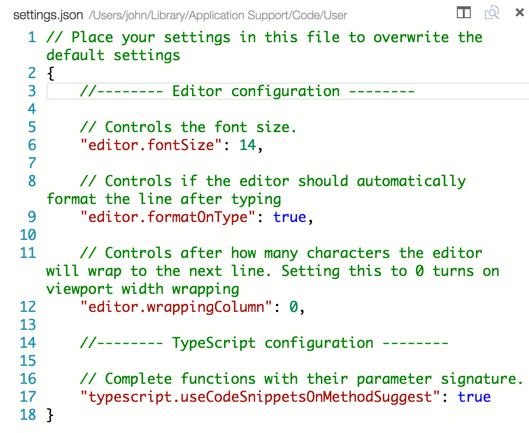 settings.json /Users/john/Library/Application Support/Code/User
1 // Place your settings in this file to overwrite the
default settings
2 {
3     //-------- Editor configuration --------
4
5     // Controls the font size.
6     "editor.fontSize": 14,
7
8     // Controls if the editor should automatically
format the line after typing
9     "editor.formatOnType": true,
10
11     // Controls after how many characters the editor
will wrap to the next line. Setting this to 0 turns on
viewport width wrapping
12     "editor.wrappingColumn": 0,
13
14     //-------- TypeScript configuration --------
15
16     // Complete functions with their parameter signature.
17     "typescript.useCodeSnippetsOnMethodSuggest": true
18 }